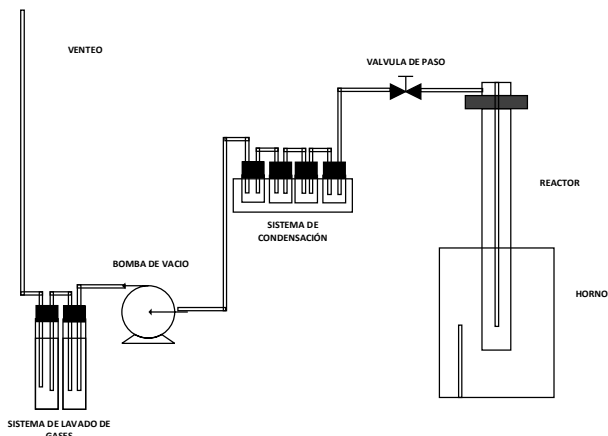 VENTEO
VALVULA DE PASO
REACTOR
SISTEMA DE
CONDENSACIÓN
BOMBA DE VACIO
HORNO
SISTEMA DE LAVADO DE
GASES